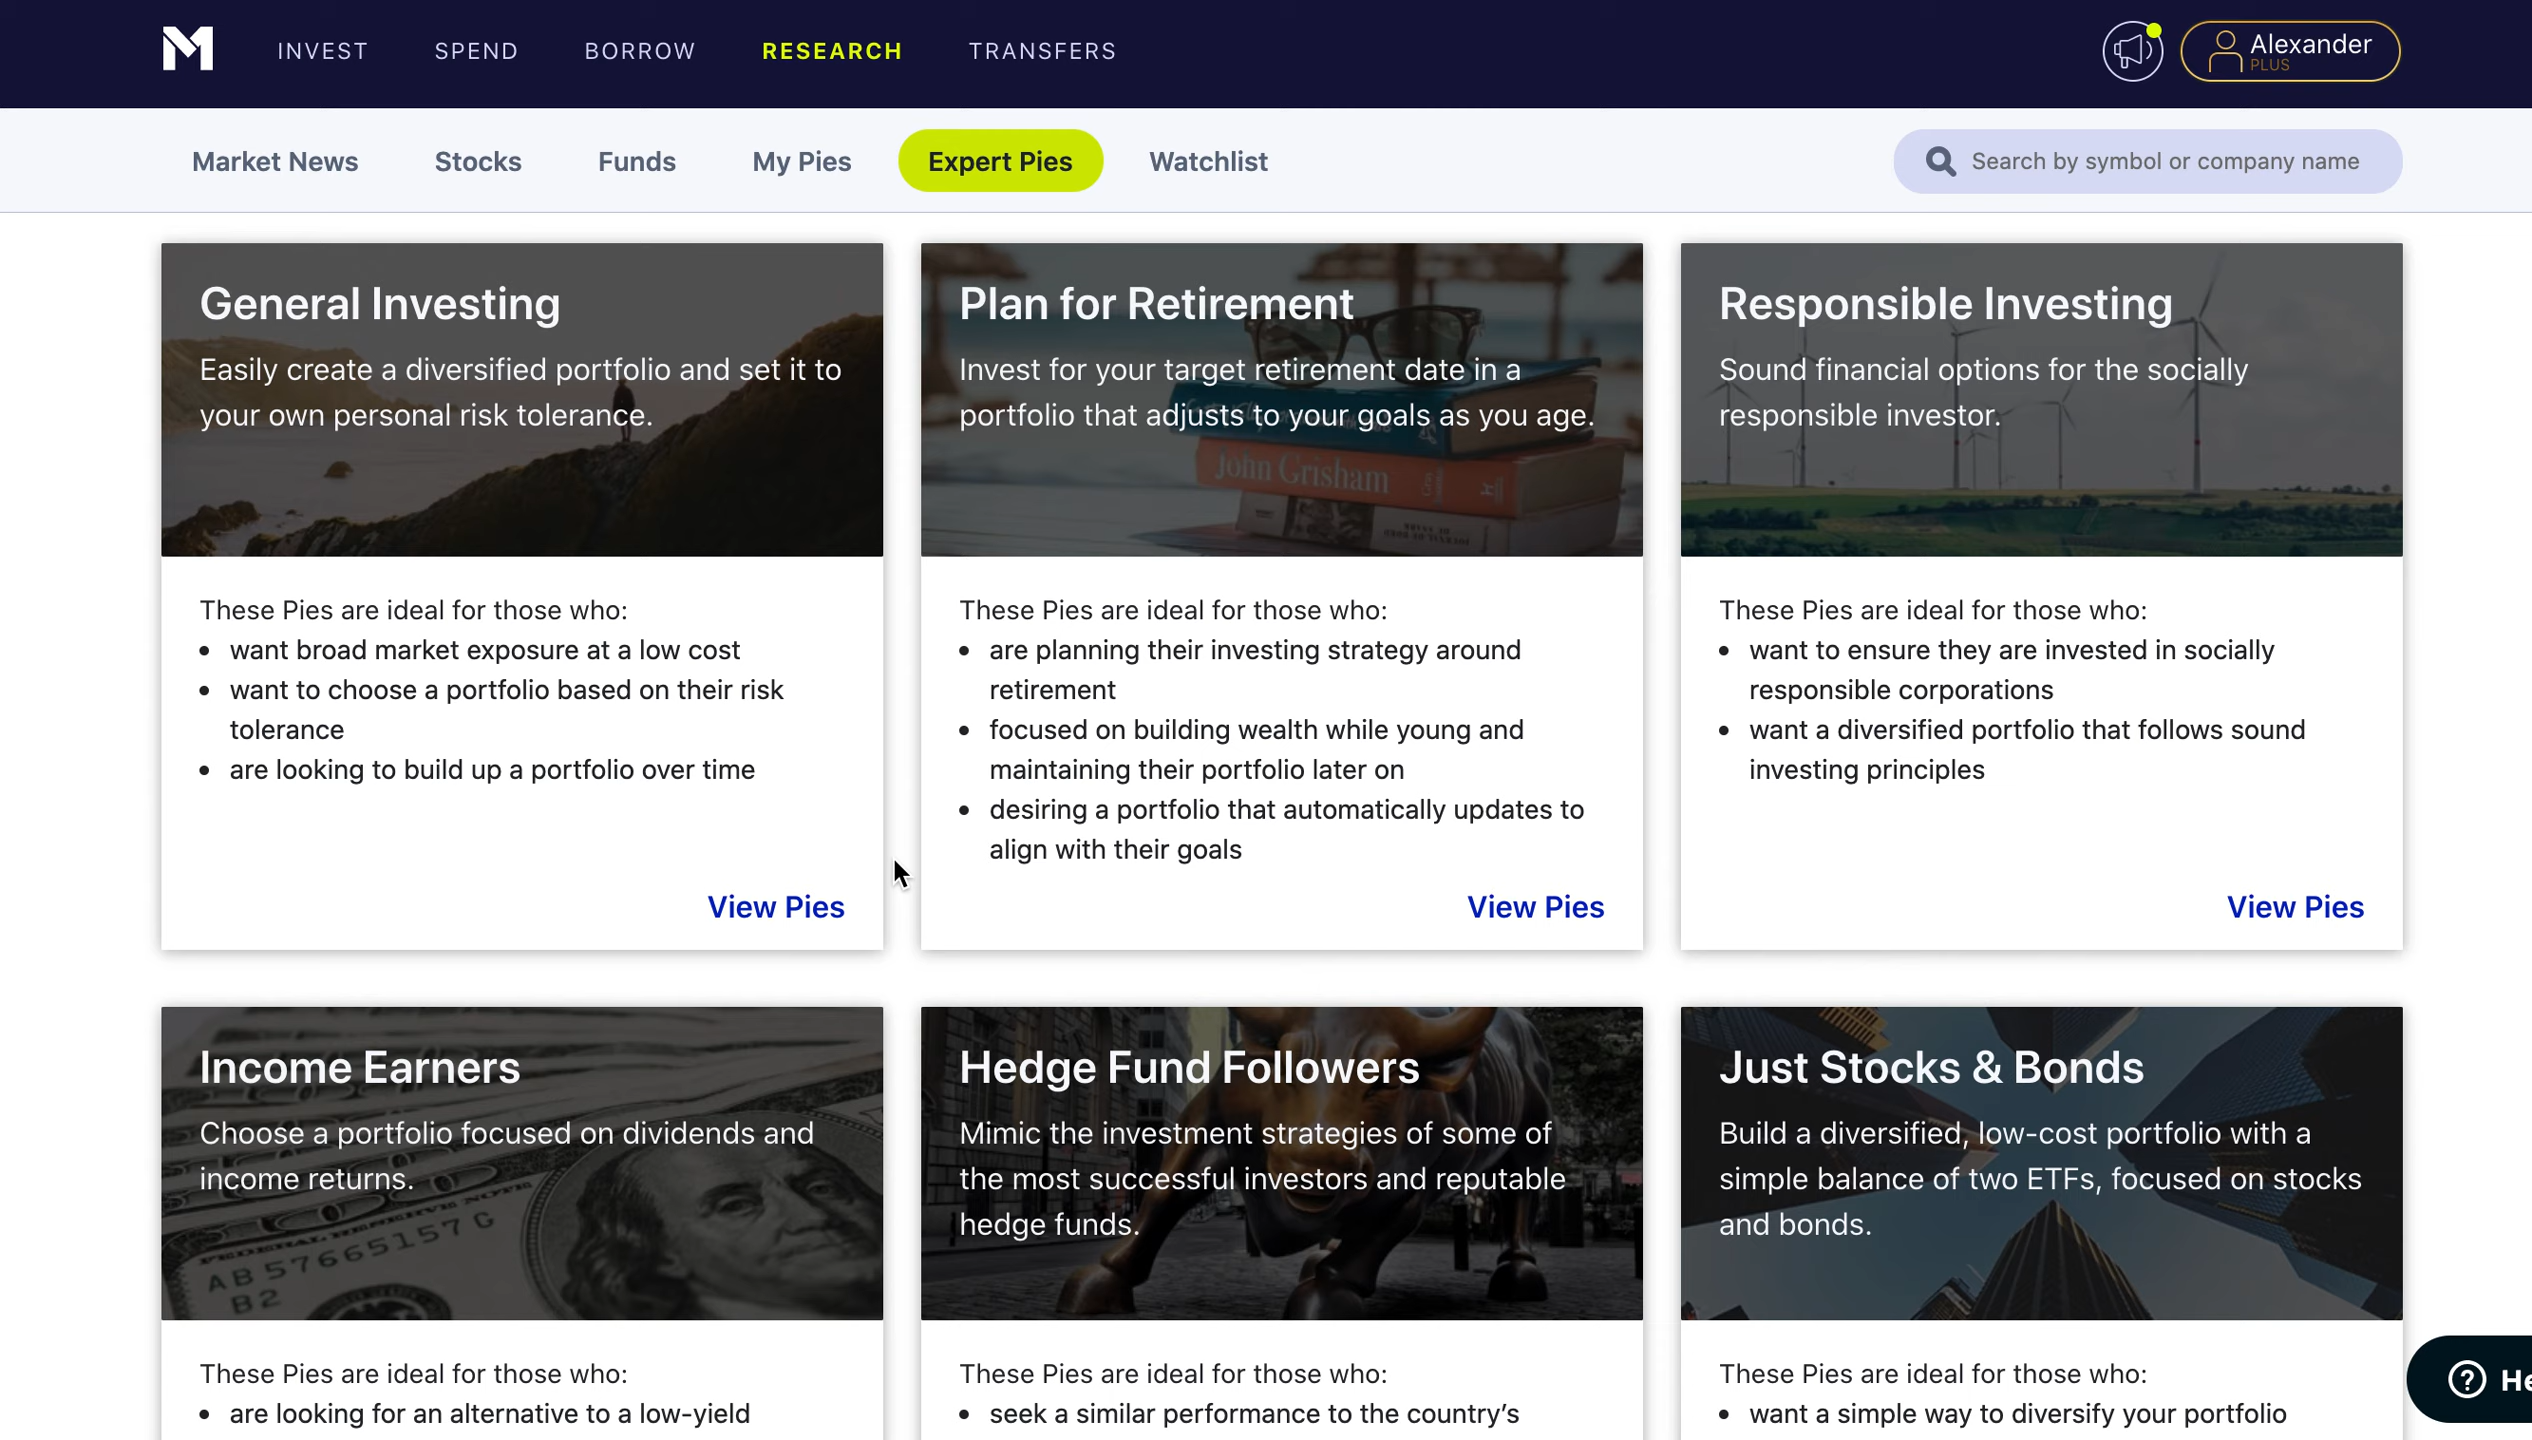 M
INVEST
SPEND
BORROW
RESEARCH
TRANSFERS
Alexander
PLUS
Market News
Stocks
Funds
My Pies
Expert Pies
Watchlist
Search by symbol or company name
General Investing
Easily create a diversified portfolio and set it to
your own personal risk tolerance.
These Pies are ideal for those who:
• want broad market exposure at a low cost
• want to choose a portfolio based on their risk
tolerance
• are looking to build up a portfolio over time
View Pies
Plan for Retirement
Invest for your target retirement date in a
portfolio that adjusts to your goals as you age.
John Grisham
These Pies are ideal for those who:
• are planning their investing strategy around
retirement
• focused on building wealth while young and
maintaining their portfolio later on
• desiring a portfolio that automatically updates to
align with their goals
View Pies
Responsible Investing
Sound financial options for the socially
responsible investor.
These Pies are ideal for those who:
• want to ensure they are invested in socially
responsible corporations
• want a diversified portfolio that follows sound
investing principles
View Pies
Income Earners
Choose a portfolio focused on dividends and
income returns.
FEDERAL RESERVE NOTE
AB57665157G
B2
These Pies are ideal for those who:
• are looking for an alternative to a low-yield
Hedge Fund Followers
Mimic the investment strategies of some of
the most successful investors and reputable
hedge funds.
These Pies are ideal for those who:
• seek a similar performance to the country's
Just Stocks & Bonds
Build a diversified, low-cost portfolio with a
simple balance of two ETFs, focused on stocks
and bonds.
These Pies are ideal for those who:
• want a simple way to diversify your portfolio
? He